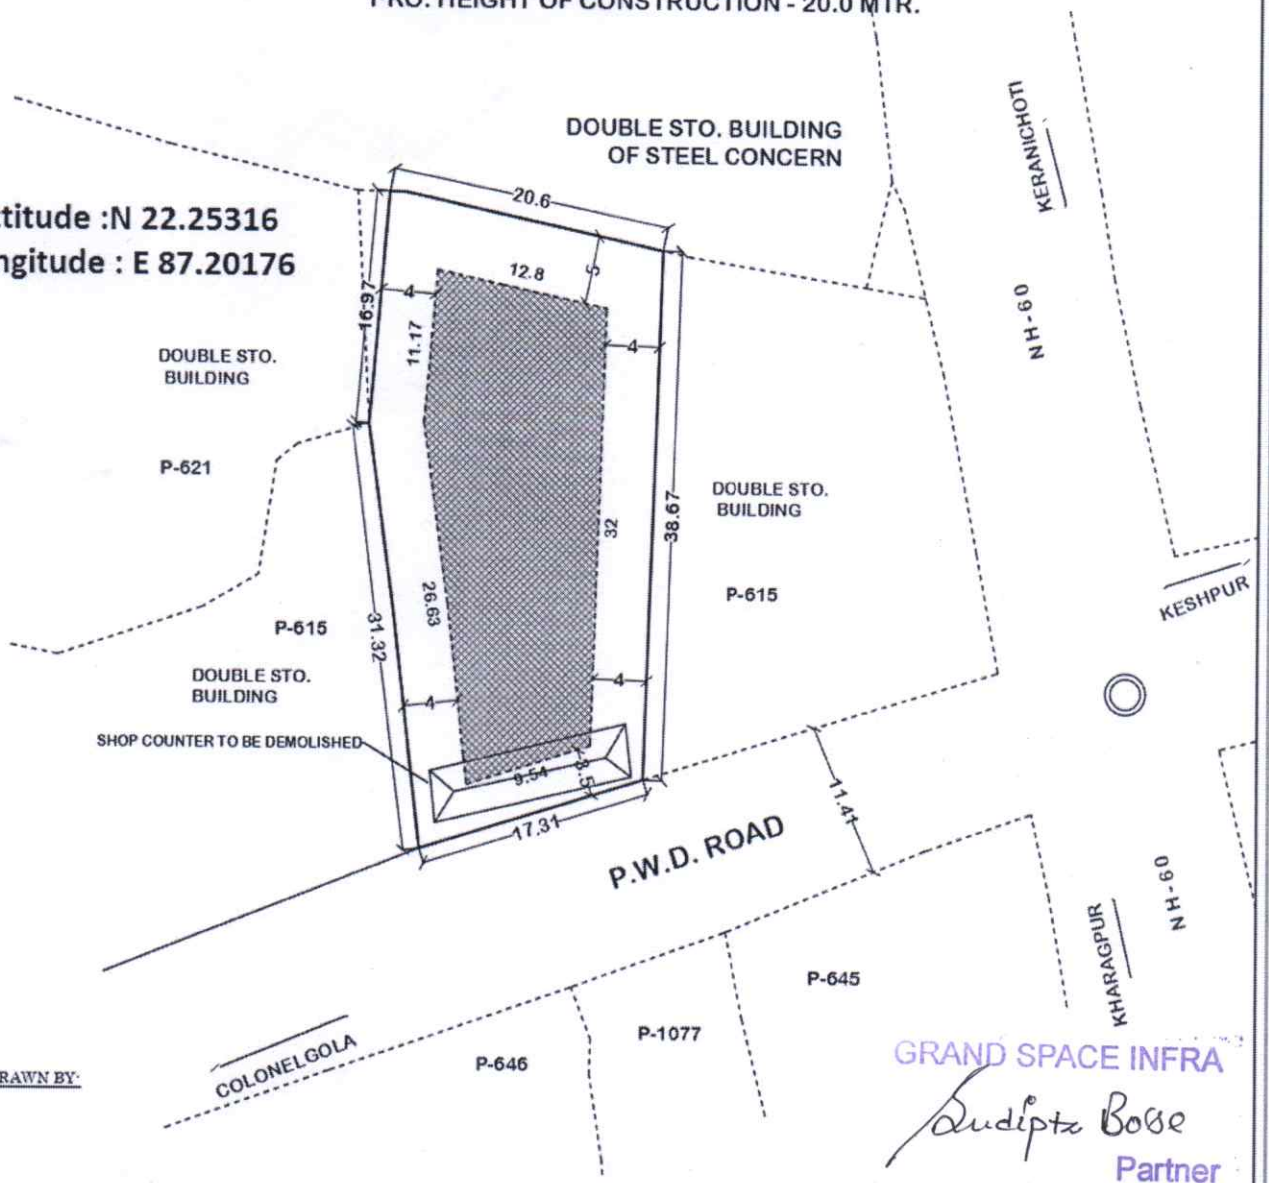 PRO. HEIGHT OF CONSTRUCTION - 20.0 MTR.
DOUBLE STO. BUILDING
OF STEEL CONCERN
KERANICHOTI
titude :N 22.25316
ngitude : E 87.20176
20.6
12.8
5
16.97
4
11.17
4
NH-60
DOUBLE STO.
BUILDING
P-621
DOUBLE STO.
BUILDING
32
38.67
P-615
26.63
31.32
P-615
DOUBLE STO.
BUILDING
4
4
KESHPUR
SHOP COUNTER TO BE DEMOLISHED
9.54
3.5
17.31
11.41
P.W.D. ROAD
NH-60
KHARAGPUR
P-645
P-1077
P-646
COLONELGOLA
RAWN BY-
GRAND SPACE INFRA
Sudipta Bose
Partner